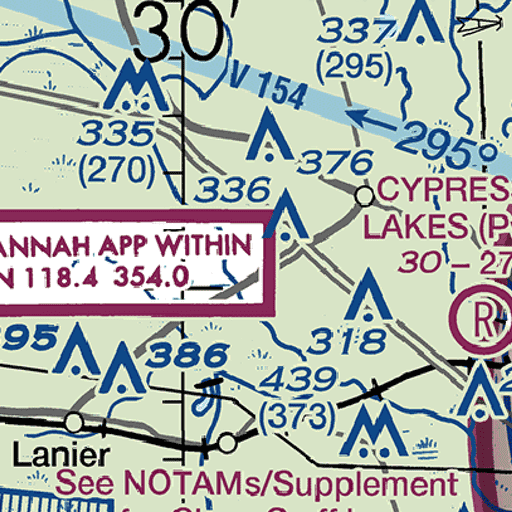 30'
337
(295)
V 154
295°
335
(270)
376
336
CYPRES
LAKES (P
30 – 27
ANNAH APP WITHIN
N 118.4 354.0
R
318
395
386
439
(373)
Lanier
See NOTAMs/Supplement